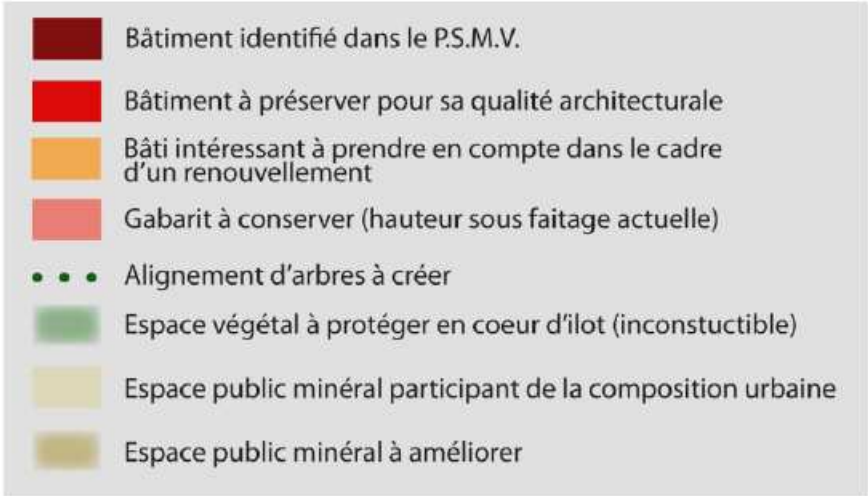 Bâtiment identifié dans le P.S.M.V.
Bâtiment à préserver pour sa qualité architecturale
Bâti intéressant à prendre en compte dans le cadre
d'un renouvellement
Gabarit à conserver (hauteur sous faitage actuelle)
Alignement d'arbres à créer
Espace végétal à protéger en coeur d'ilot (inconstuctible)
Espace public minéral participant de la composition urbaine
Espace public minéral à améliorer